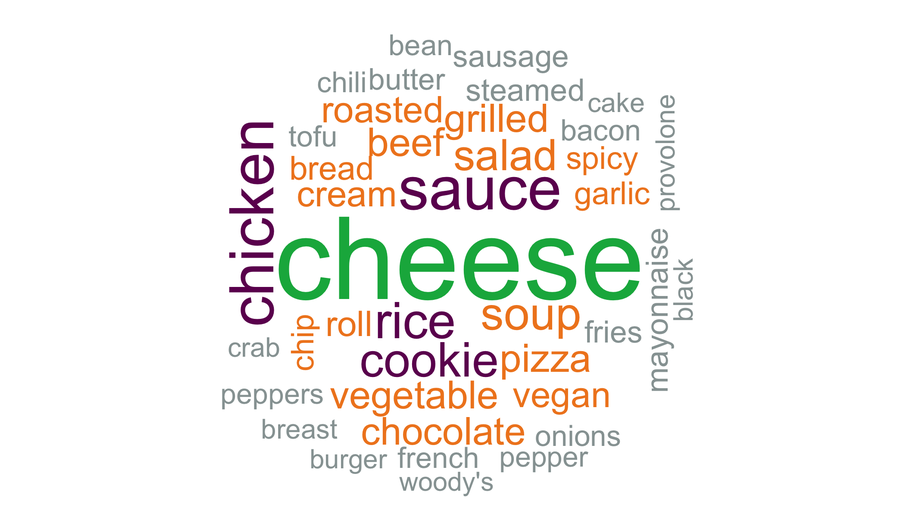 bean
sausage
chili
butter
steamed
cake
provolone
roasted
grilled
tofu
beef
bacon
bread
salad
spicy
chicken
cream
sauce
garlic
cheese
mayonnaise
black
chip
roll
rice
soup
fries
crab
cookie
pizza
peppers
vegetable
vegan
breast
chocolate
onions
burger
french
pepper
woody's